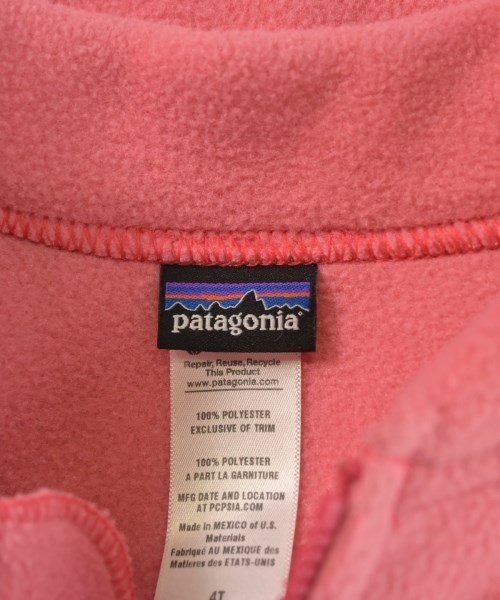 patagonia®
Repair, Reuse, Recycle
This Product
www.patagonia.com
100% POLYESTER
EXCLUSIVE OF TRIM
100% POLYESTER
A PART LA GARNITURE
MFG DATE AND LOCATION
AT PCPSIA.COM
Made in MEXICO of U.S.
Materials
Fabriqué AU MEXIQUE des
Matieres des ETATS-UNIS
4T